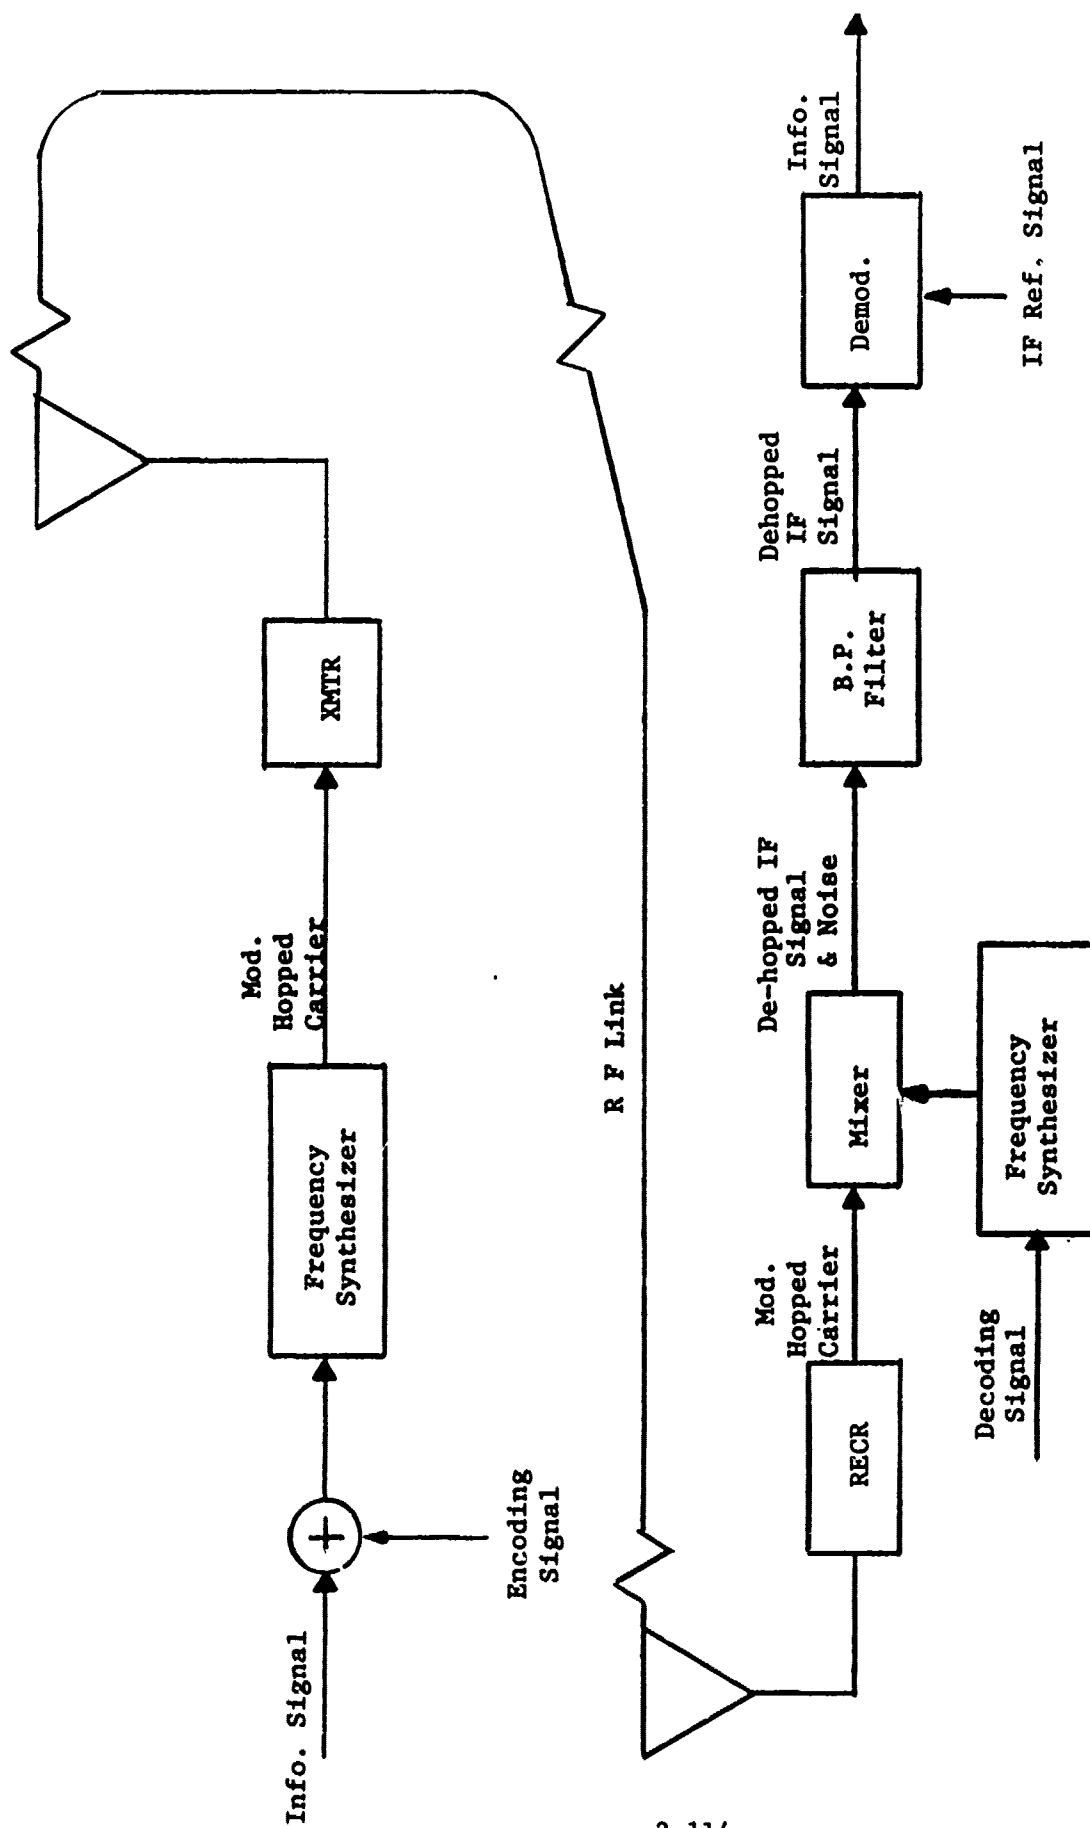 Info. Signal
Encoding
Signal
Frequency
Synthesizer
Mod.
Hopped
Carrier
XMTR
R F Link
RECR
Mod.
Hopped
Carrier
Mixer
Decoding
Signal
Frequency
Synthesizer
De-hopped IF
Signal
& Noise
B.P.
Filter
Dehopped
IF
Signal
Demod.
IF Ref. Signal
Info.
Signal